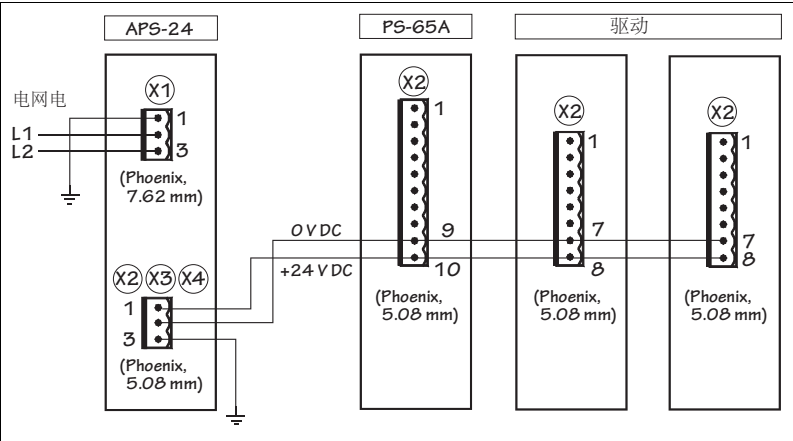 APS-24
PS-65A
驱动
电网电
L1
L2
X1
1
3
(Phoenix,
7.62 mm)
X2 X3 X4
1
3
(Phoenix,
5.08 mm)
0 V DC
+24 V DC
X2
1
9
10
(Phoenix,
5.08 mm)
X2
1
7
8
(Phoenix,
5.08 mm)
X2
1
7
8
(Phoenix,
5.08 mm)